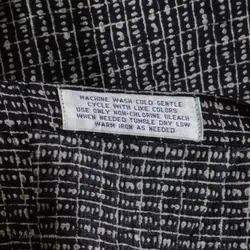 MACHINE WASH COLD GENTLE
CYCLE WITH LIKE COLORS
USE ONLY NON-CHLORINE BLEACH
WHEN NEEDED TUMBLE DRY LOW
WARM IRON AS NEEDED